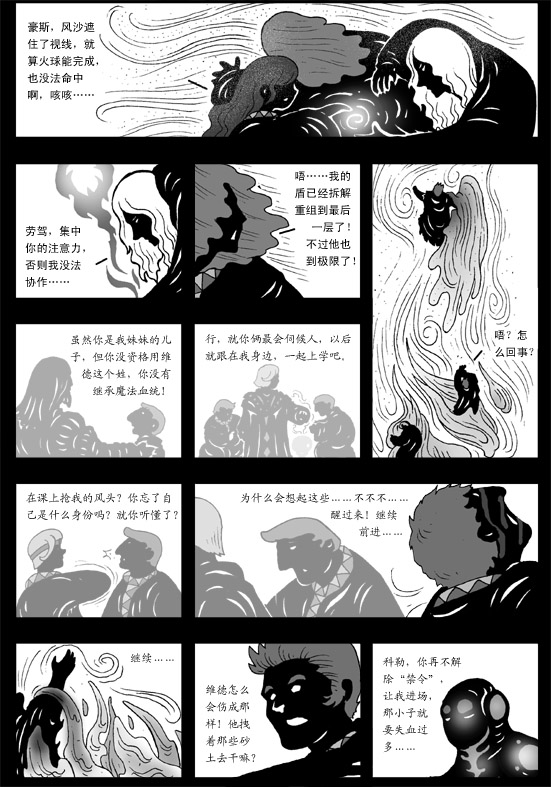 豪斯，风沙遮
住了视线，就
算火球能完成，
也没法命中
啊，咳咳……
劳驾，集中
你的注意力，
否则我没法
协作……
唔……我的
盾已经拆解
重组到最后
一层了！
不过他也
到极限了！
唔？怎
么回事？
虽然你是我妹妹的儿
子，但你没资格用维
德这个姓，你没有
继承魔法血统！
行，就你俩最会伺候人，以后
就跟在我身边，一起上学吧。
在课上抢我的风头？你忘了自
己是什么身份吗？就你听懂了？
为什么会想起这些……不不不……
醒过来！继续
前进……
继续……
维德怎么
会伤成那
样！他拽
着那些砂
土去干嘛？
科勒，你再不解
除“禁令”，
让我进场，
那小子就
要失血过
多……